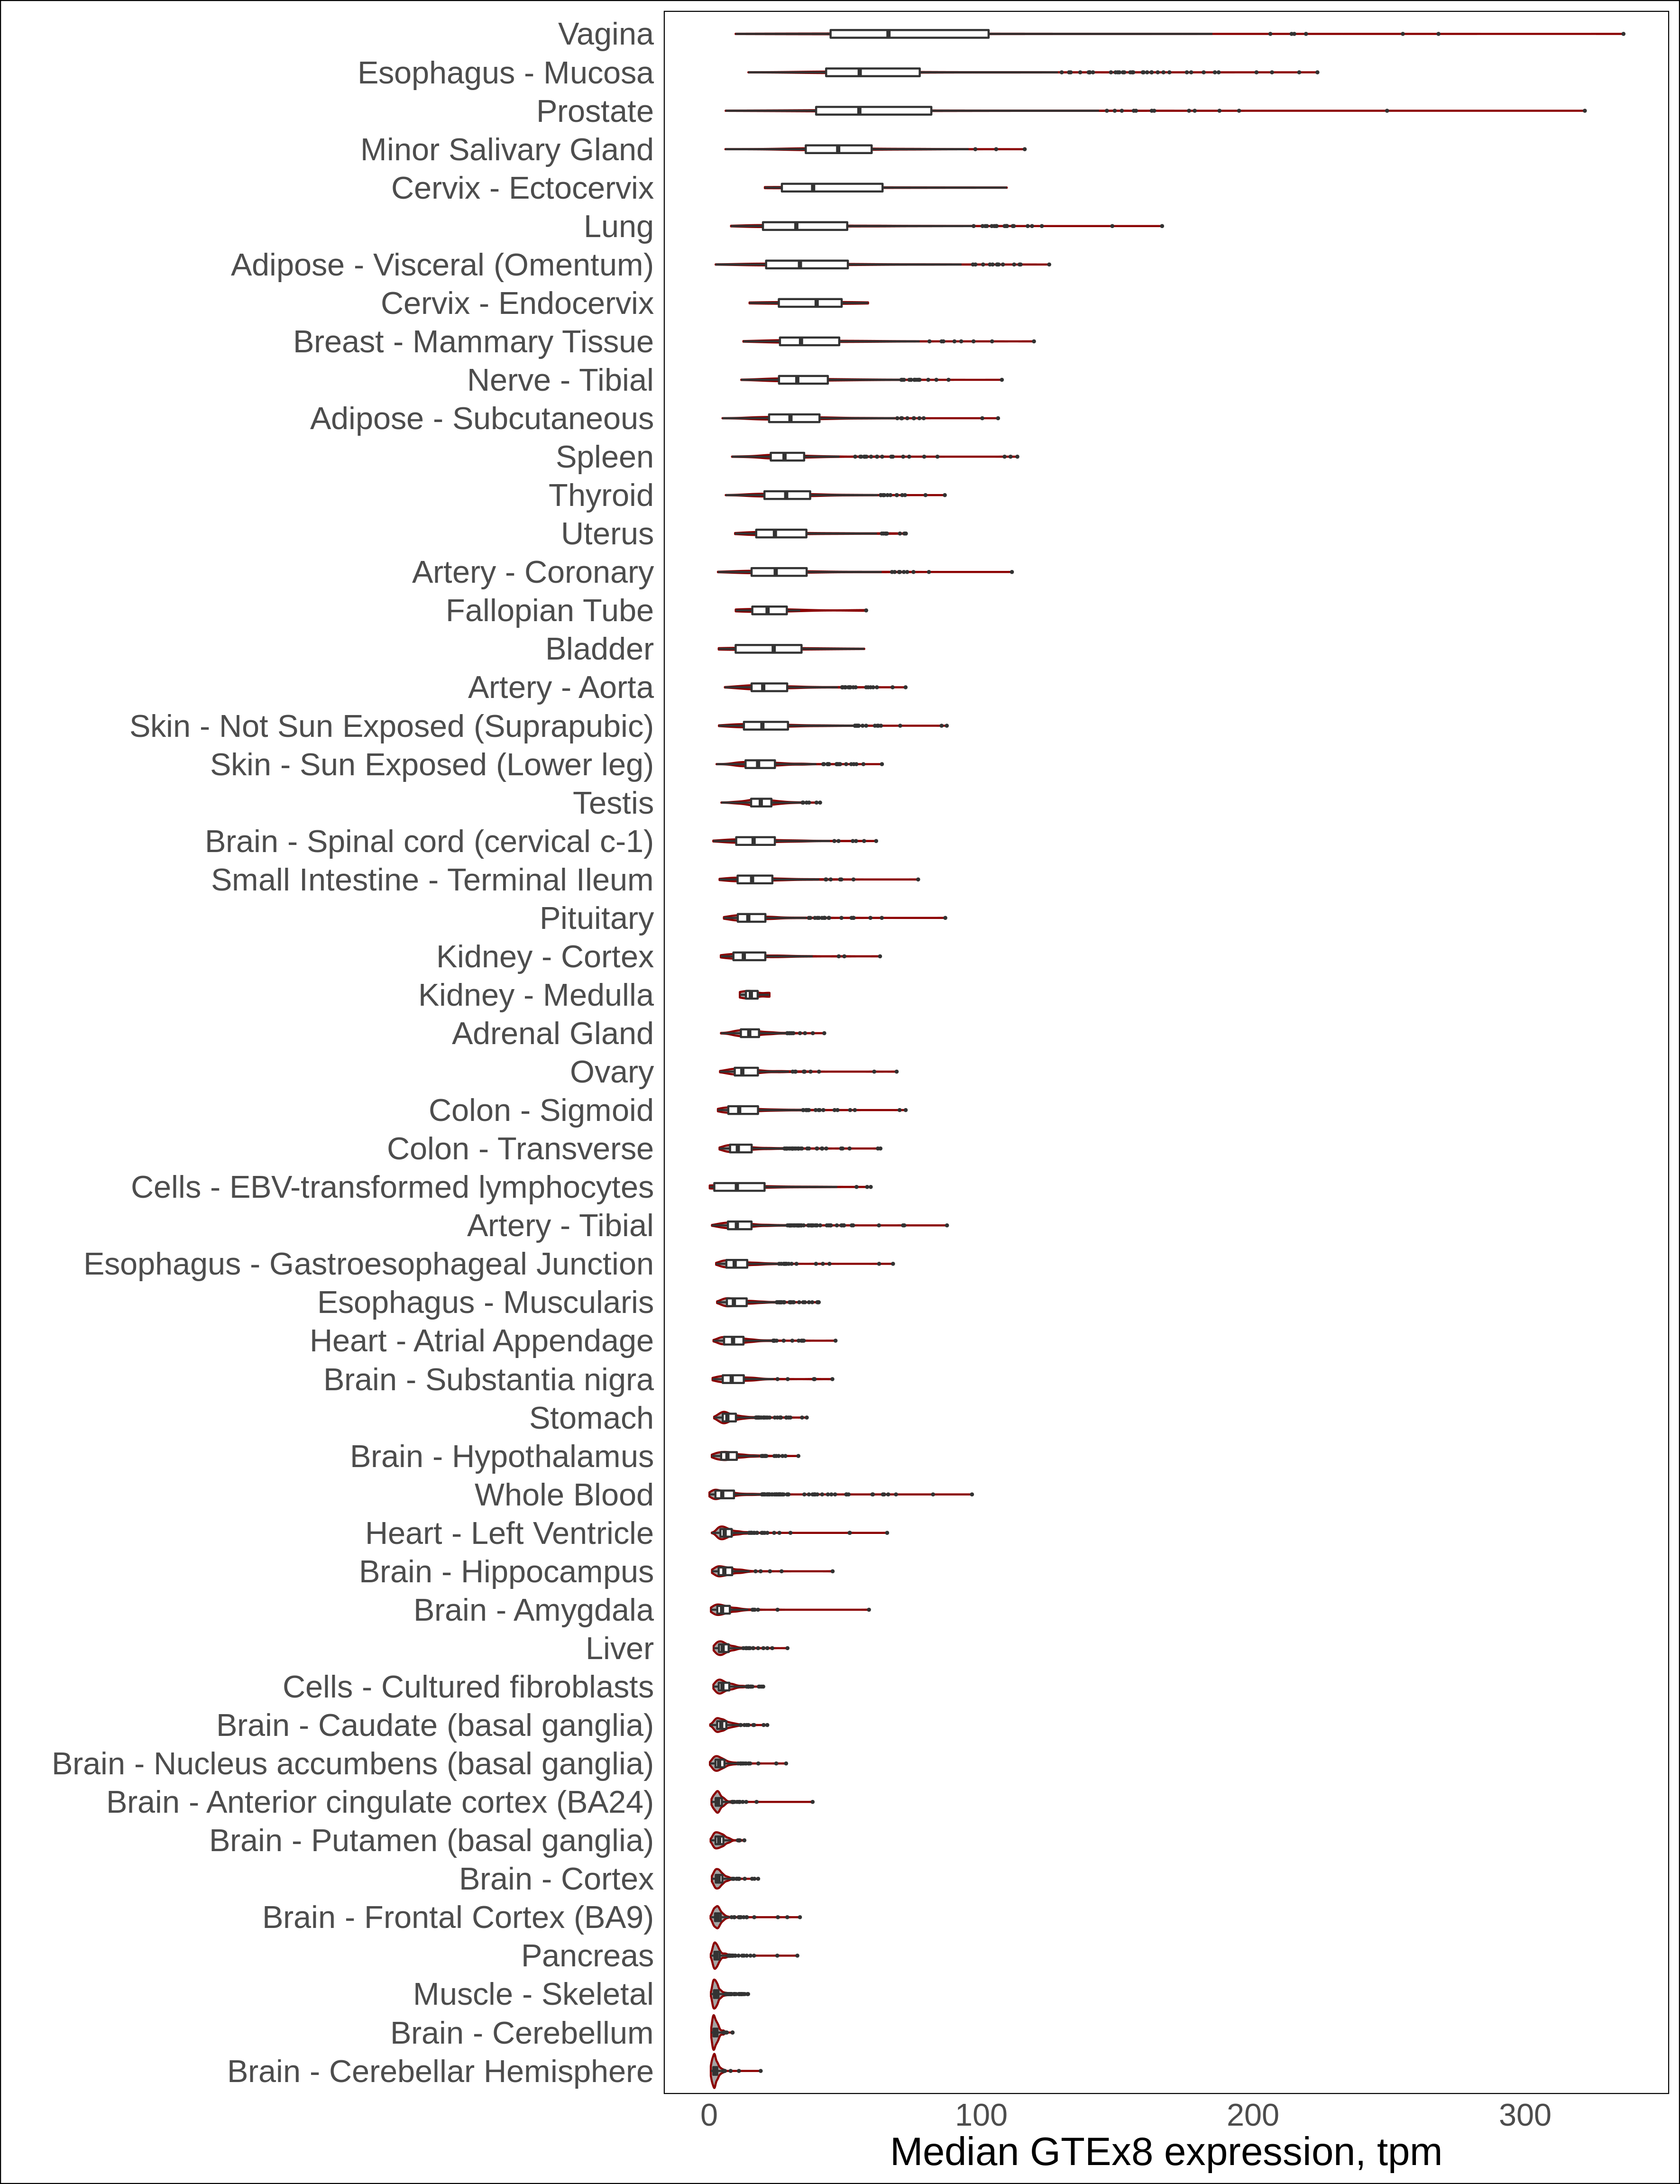 Vagina
Esophagus - Mucosa
Prostate
Minor Salivary Gland
Cervix - Ectocervix
Lung
Adipose - Visceral (Omentum)
Cervix - Endocervix
Breast - Mammary Tissue
Nerve - Tibial
Adipose - Subcutaneous
Spleen
Thyroid
Uterus
Artery - Coronary
Fallopian Tube
Bladder
Artery - Aorta
Skin - Not Sun Exposed (Suprapubic)
Skin - Sun Exposed (Lower leg)
Testis
Brain - Spinal cord (cervical c-1)
Small Intestine - Terminal Ileum
Pituitary
Kidney - Cortex
Kidney - Medulla
Adrenal Gland
Ovary
Colon - Sigmoid
Colon - Transverse
Cells - EBV-transformed lymphocytes
Artery - Tibial
Esophagus - Gastroesophageal Junction
Esophagus - Muscularis
Heart - Atrial Appendage
Brain - Substantia nigra
Stomach
Brain - Hypothalamus
Whole Blood
Heart - Left Ventricle
Brain - Hippocampus
Brain - Amygdala
Liver
Cells - Cultured fibroblasts
Brain - Caudate (basal ganglia)
Brain - Nucleus accumbens (basal ganglia)
Brain - Anterior cingulate cortex (BA24)
Brain - Putamen (basal ganglia)
Brain - Cortex
Brain - Frontal Cortex (BA9)
Pancreas
Muscle - Skeletal
Brain - Cerebellum
Brain - Cerebellar Hemisphere
0 100 200 300
Median GTEx8 expression, tpm